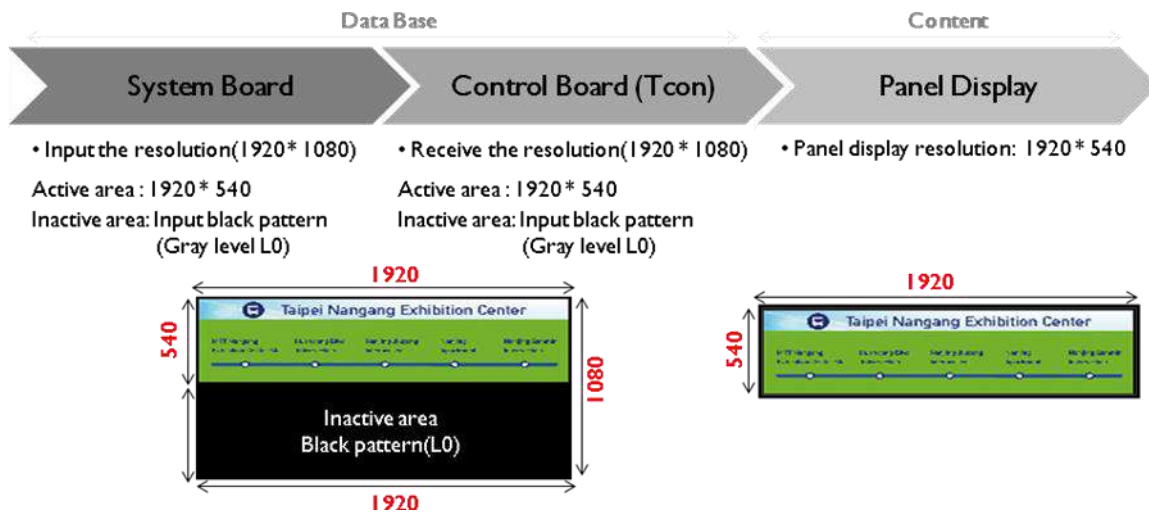 Data Base
Content
System Board
Control Board (Tcon)
Panel Display
• Input the resolution(1920* 1080)
Active area : 1920* 540
Inactive area: Input black pattern
(Gray level L0)
• Receive the resolution(1920* 1080)
Active area : 1920* 540
Inactive area: Input black pattern
(Gray level L0)
• Panel display resolution: 1920* 540
1920
540
Taipei Nangang Exhibition Center
1080
Inactive area
Black pattern(L0)
1920
1920
540
Taipei Nangang Exhibition Center